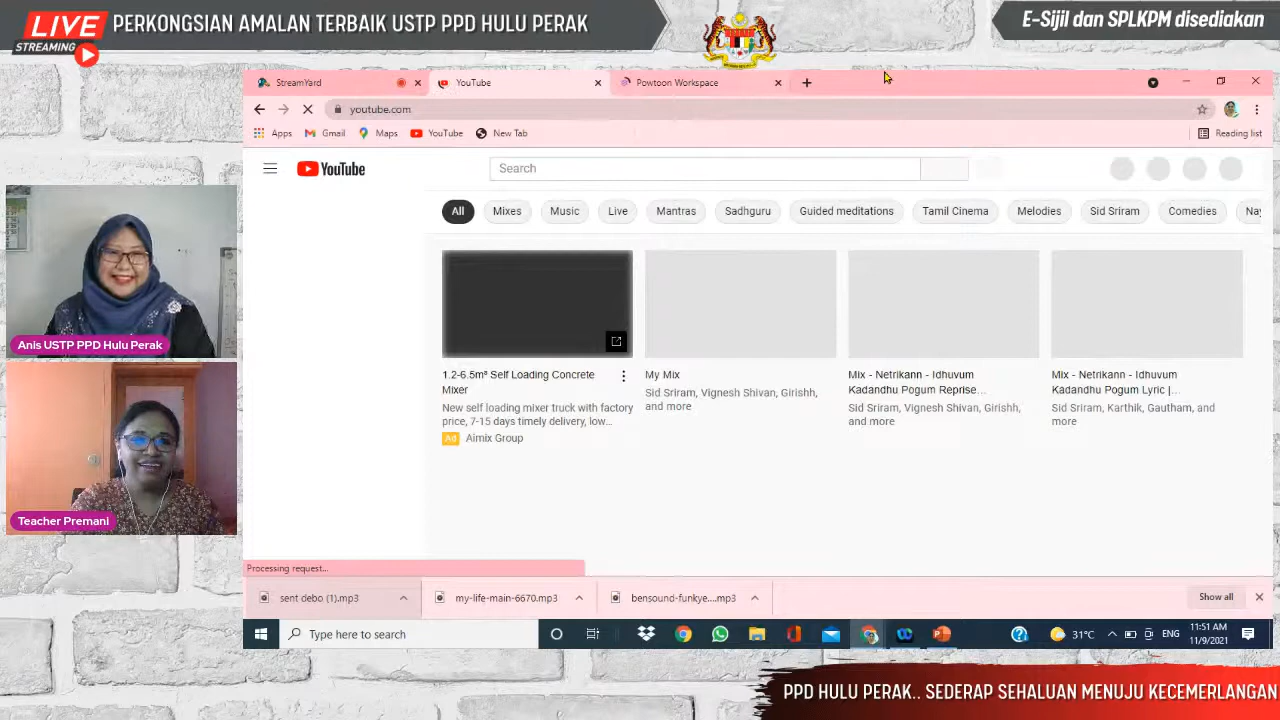 LIVE
STREAMING
PERKONGSIAN AMALAN TERBAIK USTP PPD HULU PERAK
E-Sijil dan SPLKPM disediakan
StreamYard
YouTube
Powtoon Workspace
youtube.com
Apps
Gmail
Maps
YouTube
New Tab
Reading list
YouTube
Search
All
Mixes
Music
Live
Mantras
Sadhguru
Guided meditations
Tamil Cinema
Melodies
Sid Sriram
Comedies
Na
1.2-6.5m³ Self Loading Concrete
Mixer
New self loading mixer truck with factory
price, 7-15 days timely delivery, low...
Ad Aimix Group
My Mix
Sid Sriram, Vignesh Shivan, Girishh,
and more
Mix - Netrikann - Idhuvum
Kadandhu Pogum Reprise...
Sid Sriram, Vignesh Shivan, Girishh,
and more
Mix - Netrikann - Idhuvum
Kadandhu Pogum Lyric |...
Sid Sriram, Karthik, Gautham, and
more
Anis USTP PPD Hulu Perak
Teacher Premani
Processing request...
sent debo (1).mp3
my-life-main-6670.mp3
bensound-funkye....mp3
Show all
Type here to search
31°C
ENG
11:51 AM
11/9/2021
PPD HULU PERAK.. SEDERAP SEHALUAN MENUJU KECEMERLANGAN